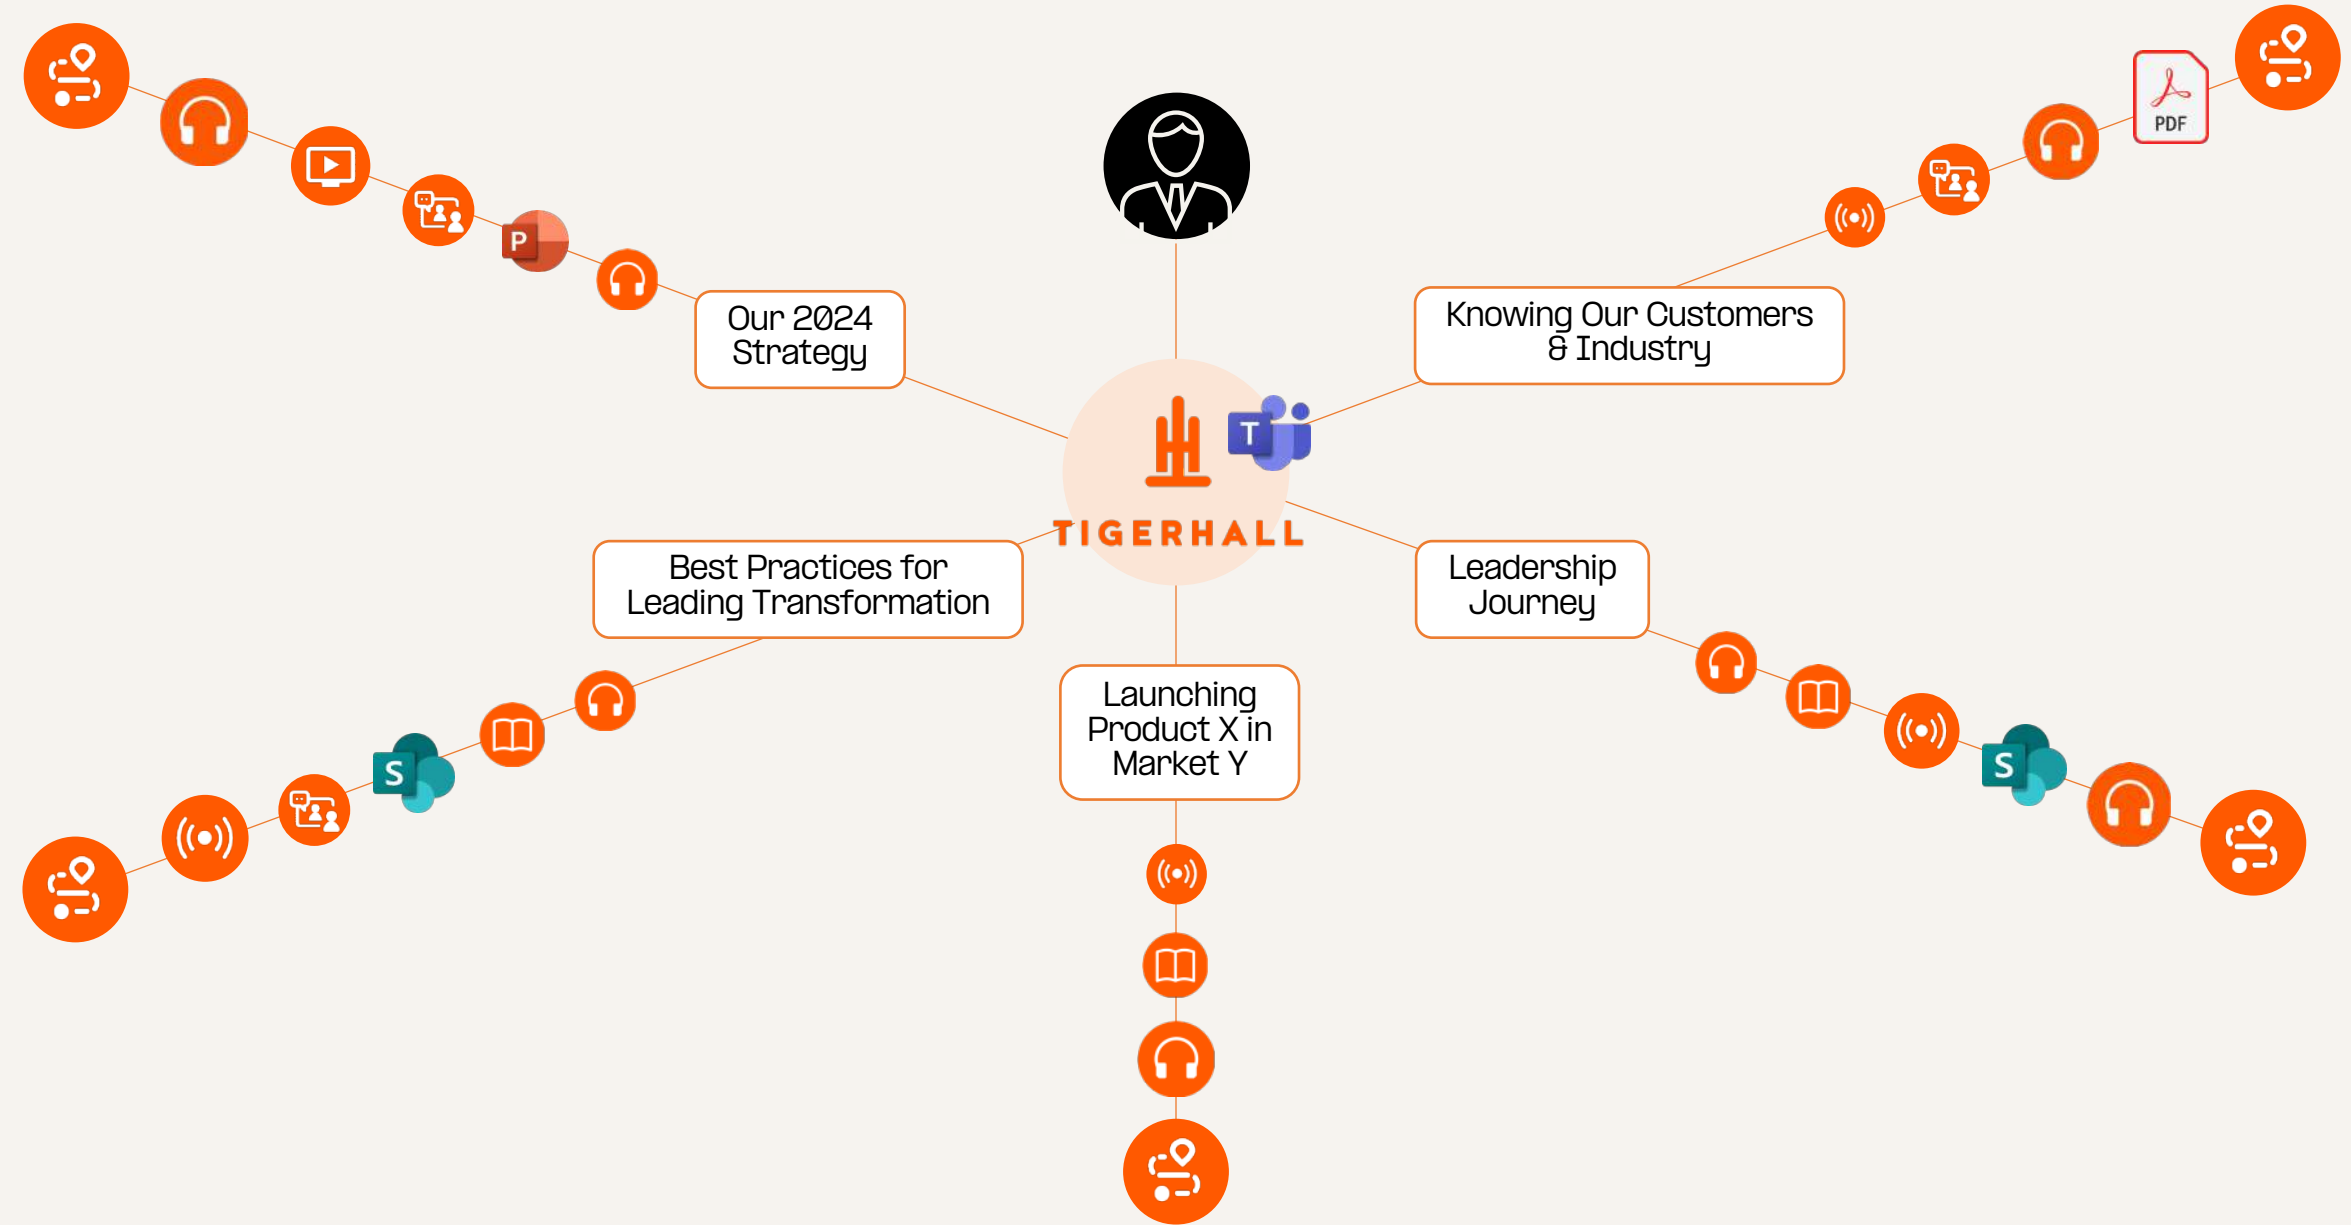 PDF
P
Our 2024
Strategy
Knowing Our Customers
& Industry
T
TIGERHALL
Best Practices for
Leading Transformation
Leadership
Journey
Launching
Product X in
Market Y
S
S